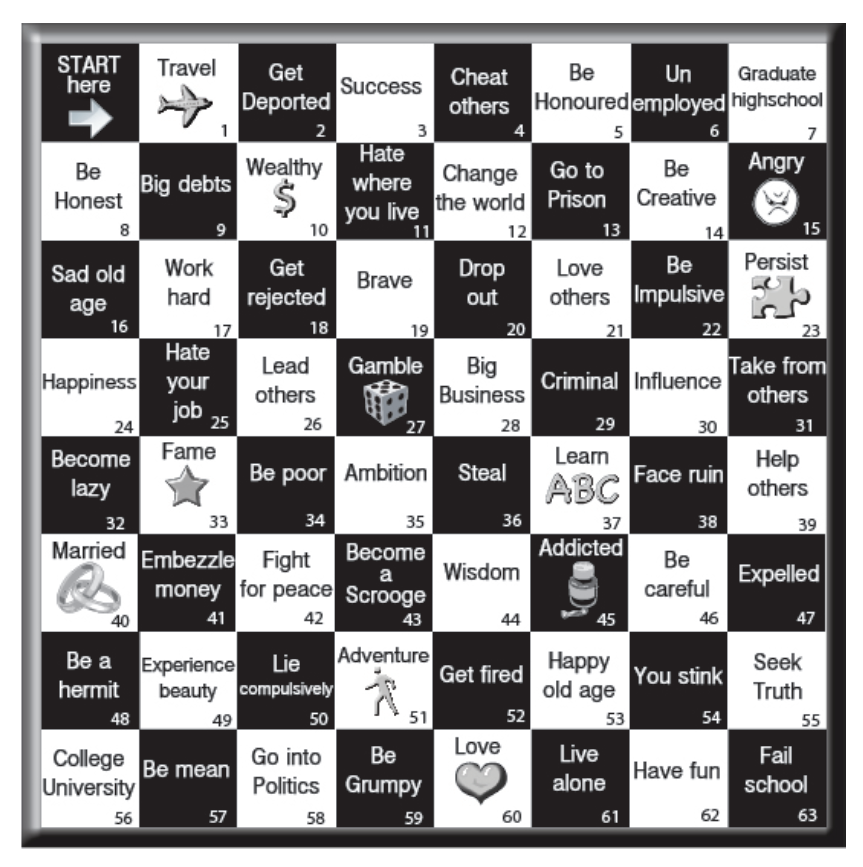 START
here
Travel
1
Get
Deported
2
Success
3
Cheat
others
4
Be
Honoured
5
Un
employed
6
Graduate
highschool
7
Be
Honest
8
Big debts
9
Wealthy
$
10
Hate
where
you live
11
Change
the world
12
Go to
Prison
13
Be
Creative
14
Angry
15
Sad old
age
16
Work
hard
17
Get
rejected
18
Brave
19
Drop
out
20
Love
others
21
Be
Impulsive
22
Persist
23
Happiness
24
Hate
your
job
25
Lead
others
26
Gamble
27
Big
Business
28
Criminal
29
Influence
30
Take from
others
31
Become
lazy
32
Fame
33
Be poor
34
Ambition
35
Steal
36
Learn
ABC
37
Face ruin
38
Help
others
39
Married
40
Embezzle
money
41
Fight
for peace
42
Become
a
Scrooge
43
Wisdom
44
Addicted
45
Be
careful
46
Expelled
47
Be a
hermit
48
Experience
beauty
49
Lie
compulsively
50
Adventure
51
Get fired
52
Happy
old age
53
You stink
54
Seek
Truth
55
College
University
56
Be mean
57
Go into
Politics
58
Be
Grumpy
59
Love
60
Live
alone
61
Have fun
62
Fail
school
63